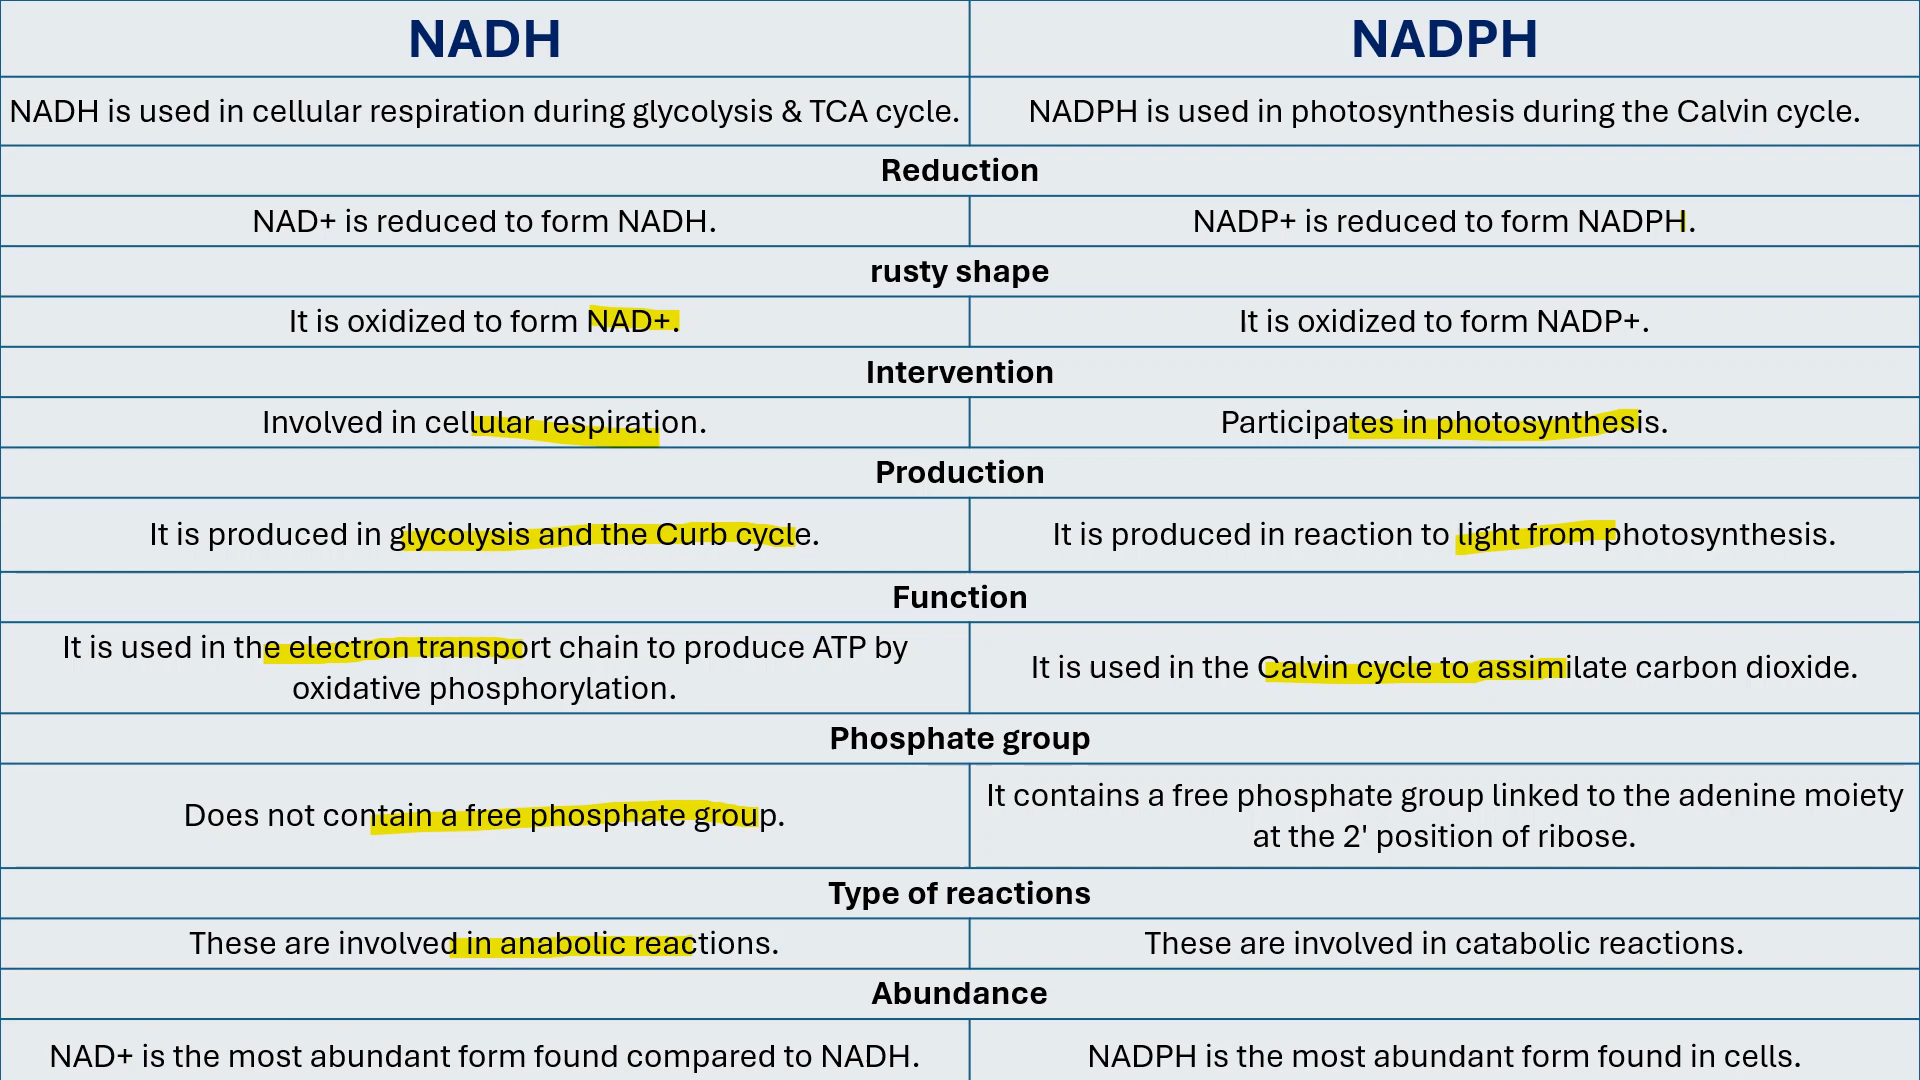 NADH
NADPH
NADH is used in cellular respiration during glycolysis & TCA cycle.
NADPH is used in photosynthesis during the Calvin cycle.
Reduction
NAD+ is reduced to form NADH.
NADP+ is reduced to form NADPH.
rusty shape
It is oxidized to form NAD+.
It is oxidized to form NADP+.
Intervention
Involved in cellular respiration.
Participates in photosynthesis.
Production
It is produced in glycolysis and the Curb cycle.
It is produced in reaction to light from photosynthesis.
Function
It is used in the electron transport chain to produce ATP by
oxidative phosphorylation.
It is used in the Calvin cycle to assimilate carbon dioxide.
Phosphate group
Does not contain a free phosphate group.
It contains a free phosphate group linked to the adenine moiety
at the 2' position of ribose.
Type of reactions
These are involved in anabolic reactions.
These are involved in catabolic reactions.
Abundance
NAD+ is the most abundant form found compared to NADH.
NADPH is the most abundant form found in cells.